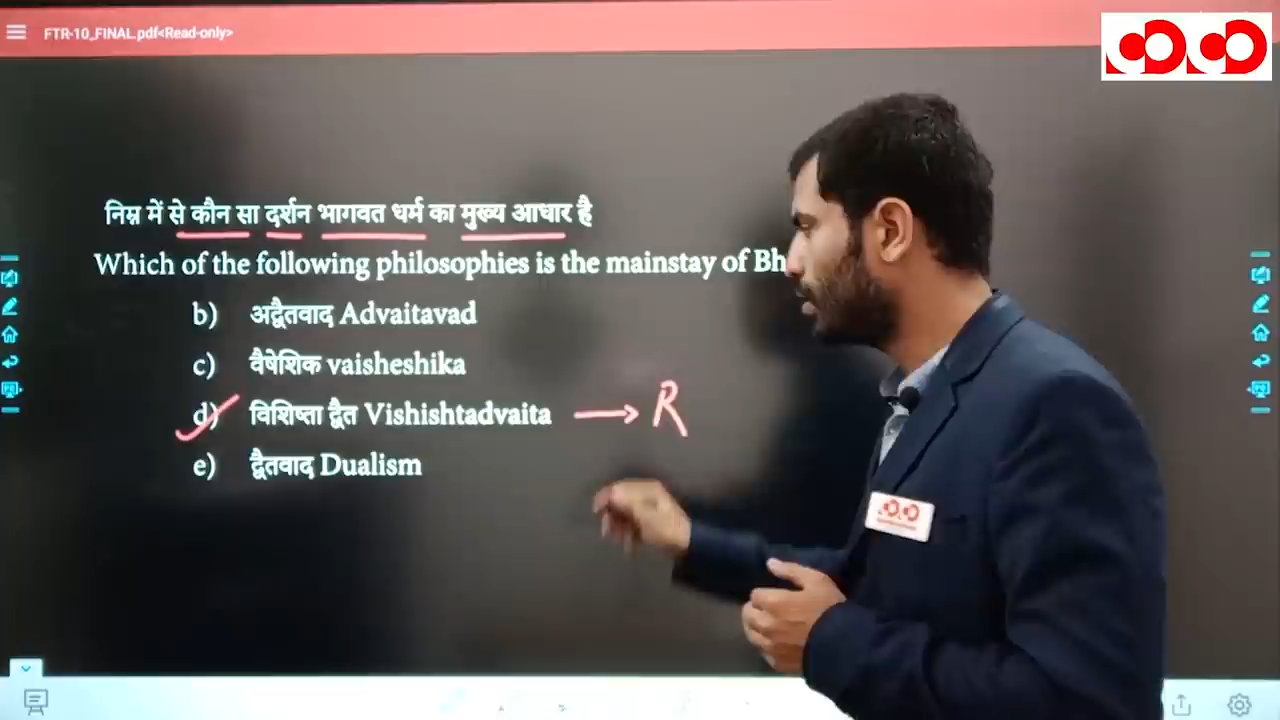 FTR-10_FINAL.pdf<Read-only>
निम्न में से कौन सा दर्शन भागवत धर्म का मुख्य आधार है
Which of the following philosophies is the mainstay of Bh
b) अद्वैतवाद Advaitavad
c) वैषेशिक vaisheshika
d) विशिष्ता द्वैत Vishishtadvaita → R
e) द्वैतवाद Dualism